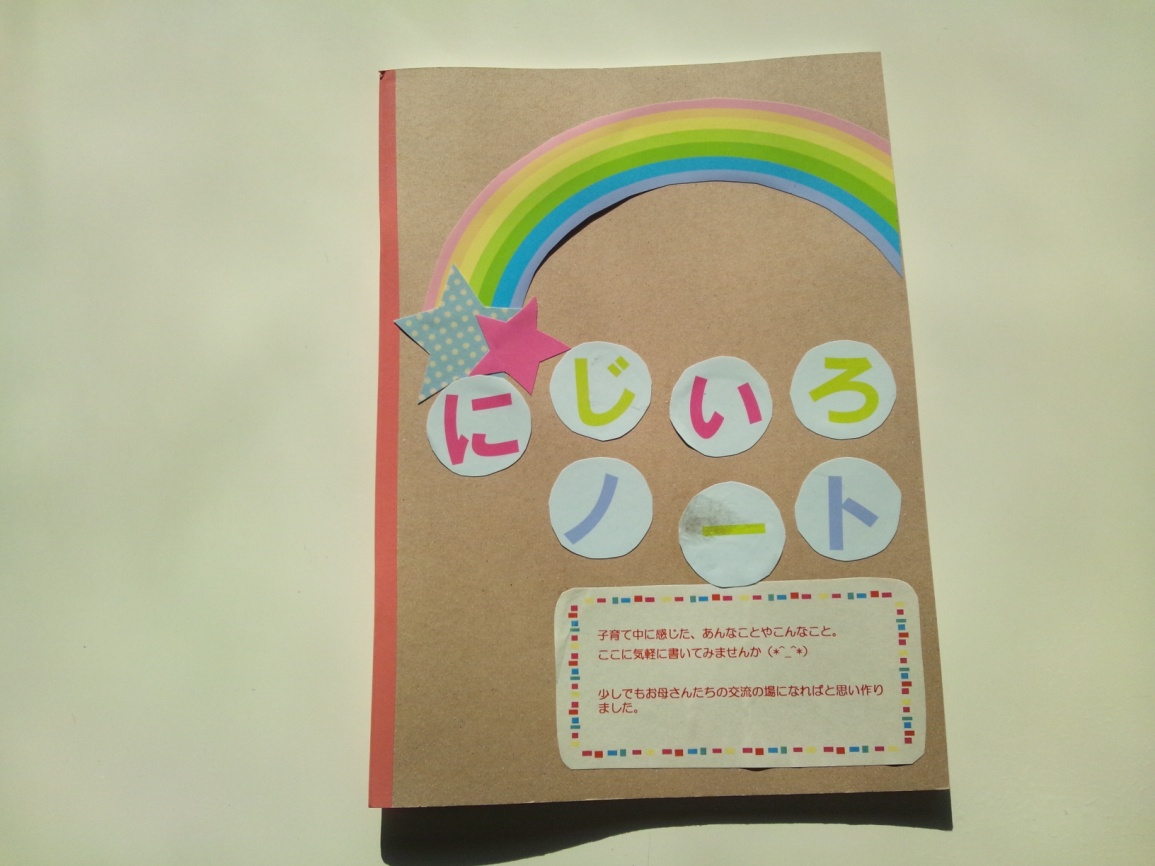 にじいろ
ノート
子育て中に感じた、あんなことやこんなこと。
ここに気軽に書いてみませんか (*^_^*)
少しでもお母さんたちの交流の場になればと思い作り
ました。